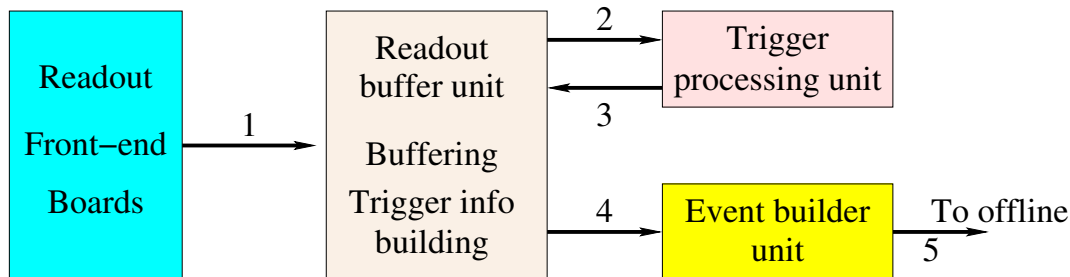 Readout
Front−end
Boards
1
Readout
buffer unit
Buffering
Trigger info
building
2
3
Trigger
processing unit
4
Event builder
unit
To offline
5